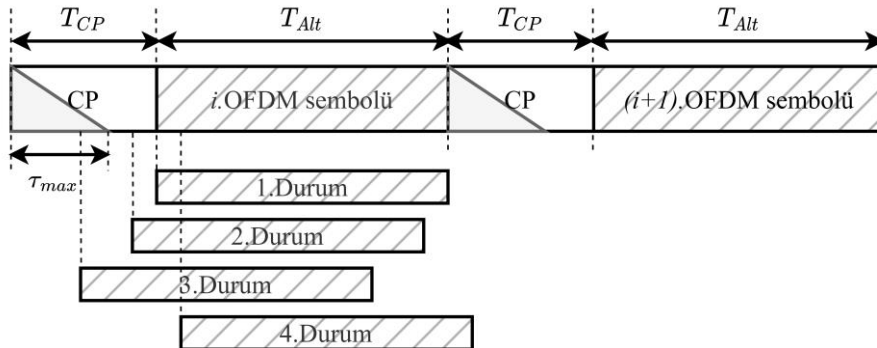 T_CP T_Alt T_CP T_Alt
CP i.OFDM sembolü CP (i+1).OFDM sembolü
τ_max
1.Durum
2.Durum
3.Durum
4.Durum